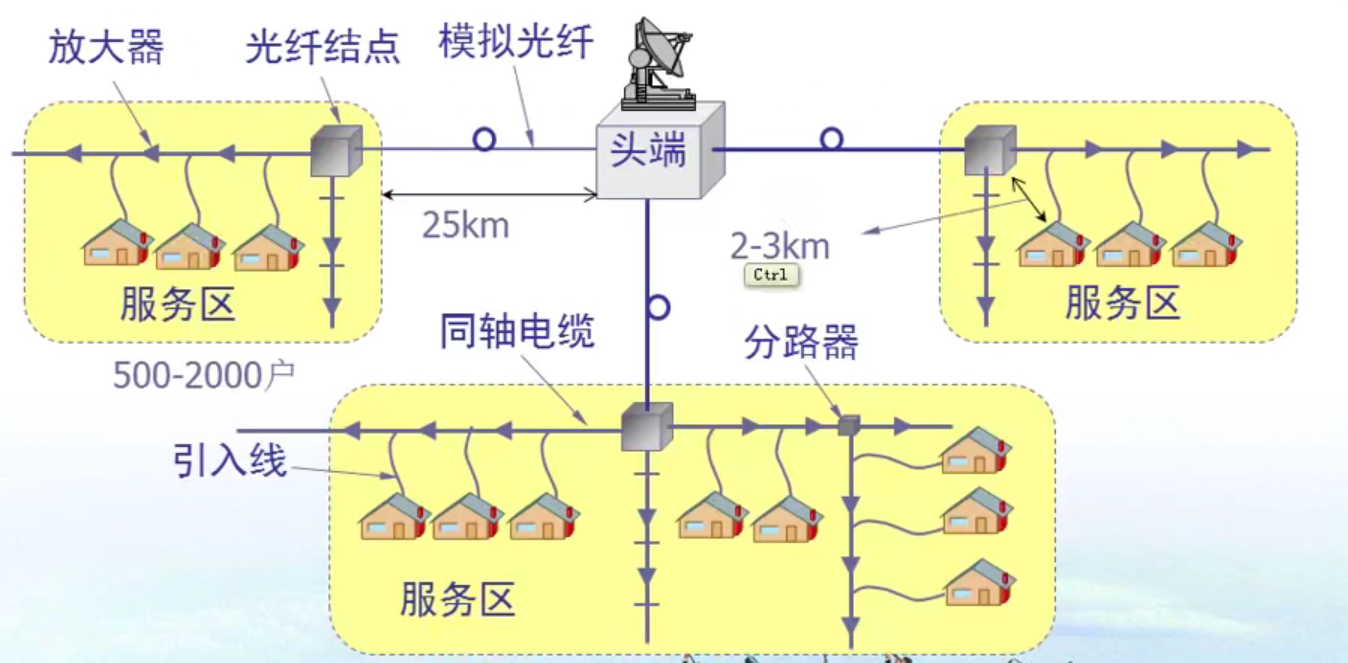 放大器
光纤结点
模拟光纤
头端
25km
2-3km
Ctrl
服务区
服务区
500-2000户
同轴电缆
分路器
引入线
服务区